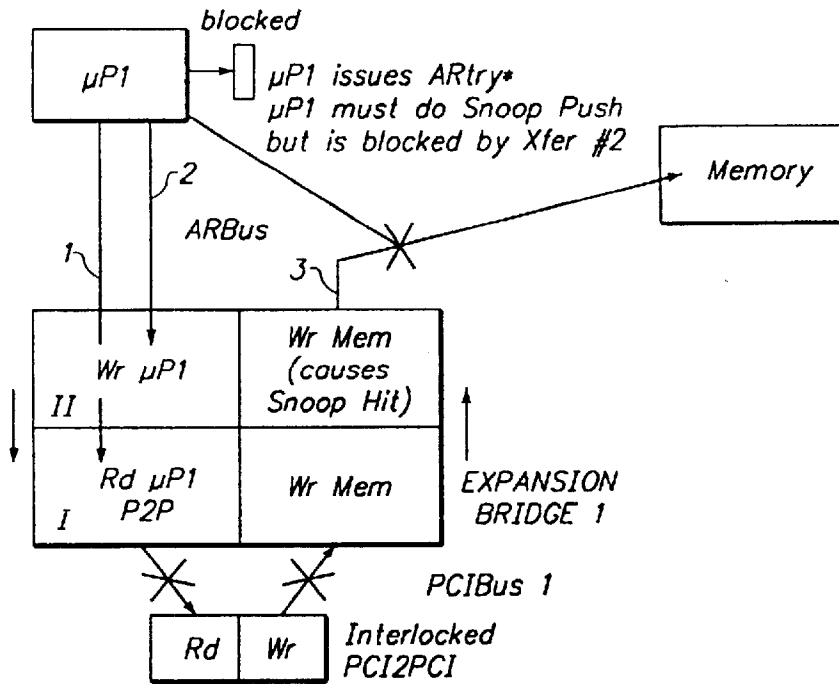 blocked
µP1
µP1 issues ARtry*
µP1 must do Snoop Push
but is blocked by Xfer #2
Memory
2
ARBus
1
3
Wr µP1
II
Wr Mem
(causes
Snoop Hit)
Rd µP1
P2P
I
Wr Mem
EXPANSION
BRIDGE 1
PCIBus 1
Rd
Wr
Interlocked
PCI2PCI